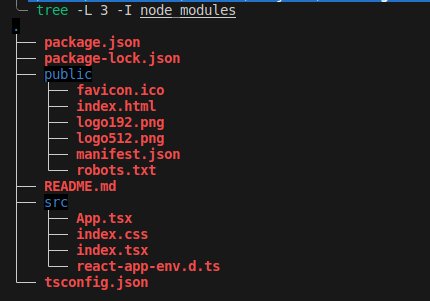 tree -L 3 -I node_modules
.
├── package.json
├── package-lock.json
├── public
│   ├── favicon.ico
│   ├── index.html
│   ├── logo192.png
│   ├── logo512.png
│   ├── manifest.json
│   └── robots.txt
├── README.md
├── src
│   ├── App.tsx
│   ├── index.css
│   ├── index.tsx
│   └── react-app-env.d.ts
└── tsconfig.json